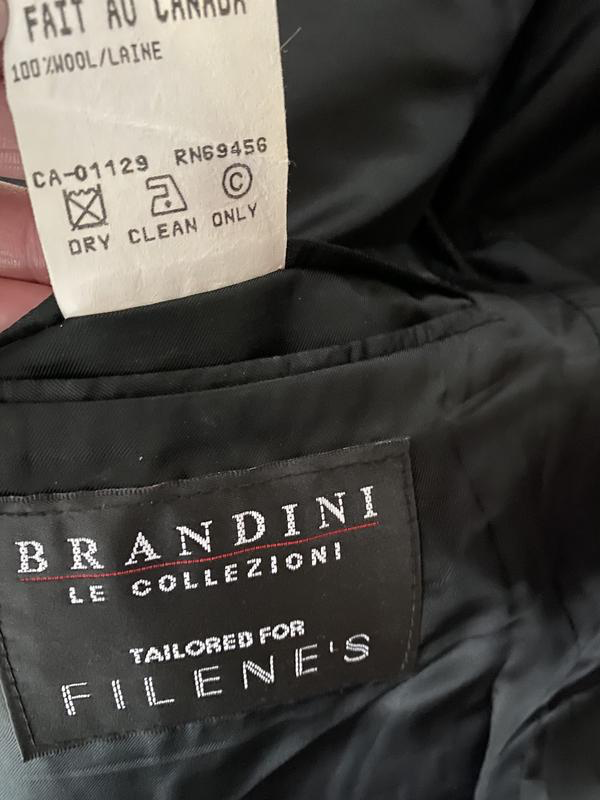 FAIT AU CANADA
100%WOOL/LAINE
CA-01129 RN69456
Ⓒ
DRY CLEAN ONLY
BRANDINI
LE COLLEZIONI
TAILORED FOR
FILENE'S